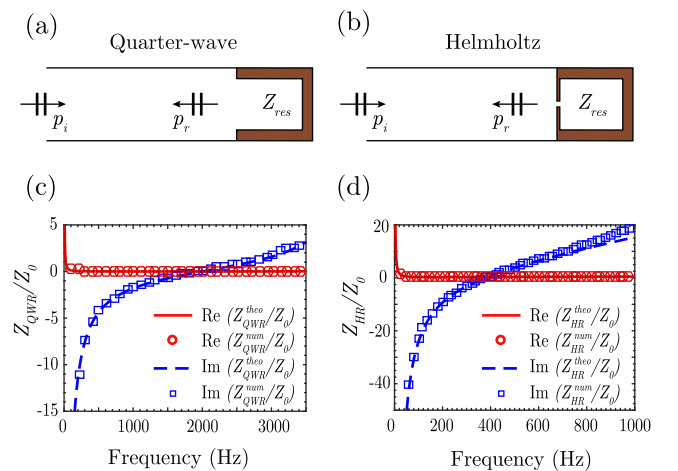 (a)
Quarter-wave
Z_res
p_i
p_r
(b)
Helmholtz
Z_res
p_i
p_r
(c)
Z_QWR/Z_0
5
0
-5
-10
-15
0
1000
2000
3000
Frequency (Hz)
Re (Z_QWR^theo/Z_0)
Re (Z_QWR^num/Z_0)
Im (Z_QWR^theo/Z_0)
Im (Z_QWR^num/Z_0)
(d)
Z_HR/Z_0
20
0
-20
-40
0
200
400
600
800
1000
Frequency (Hz)
Re (Z_HR^theo/Z_0)
Re (Z_HR^num/Z_0)
Im (Z_HR^theo/Z_0)
Im (Z_HR^num/Z_0)